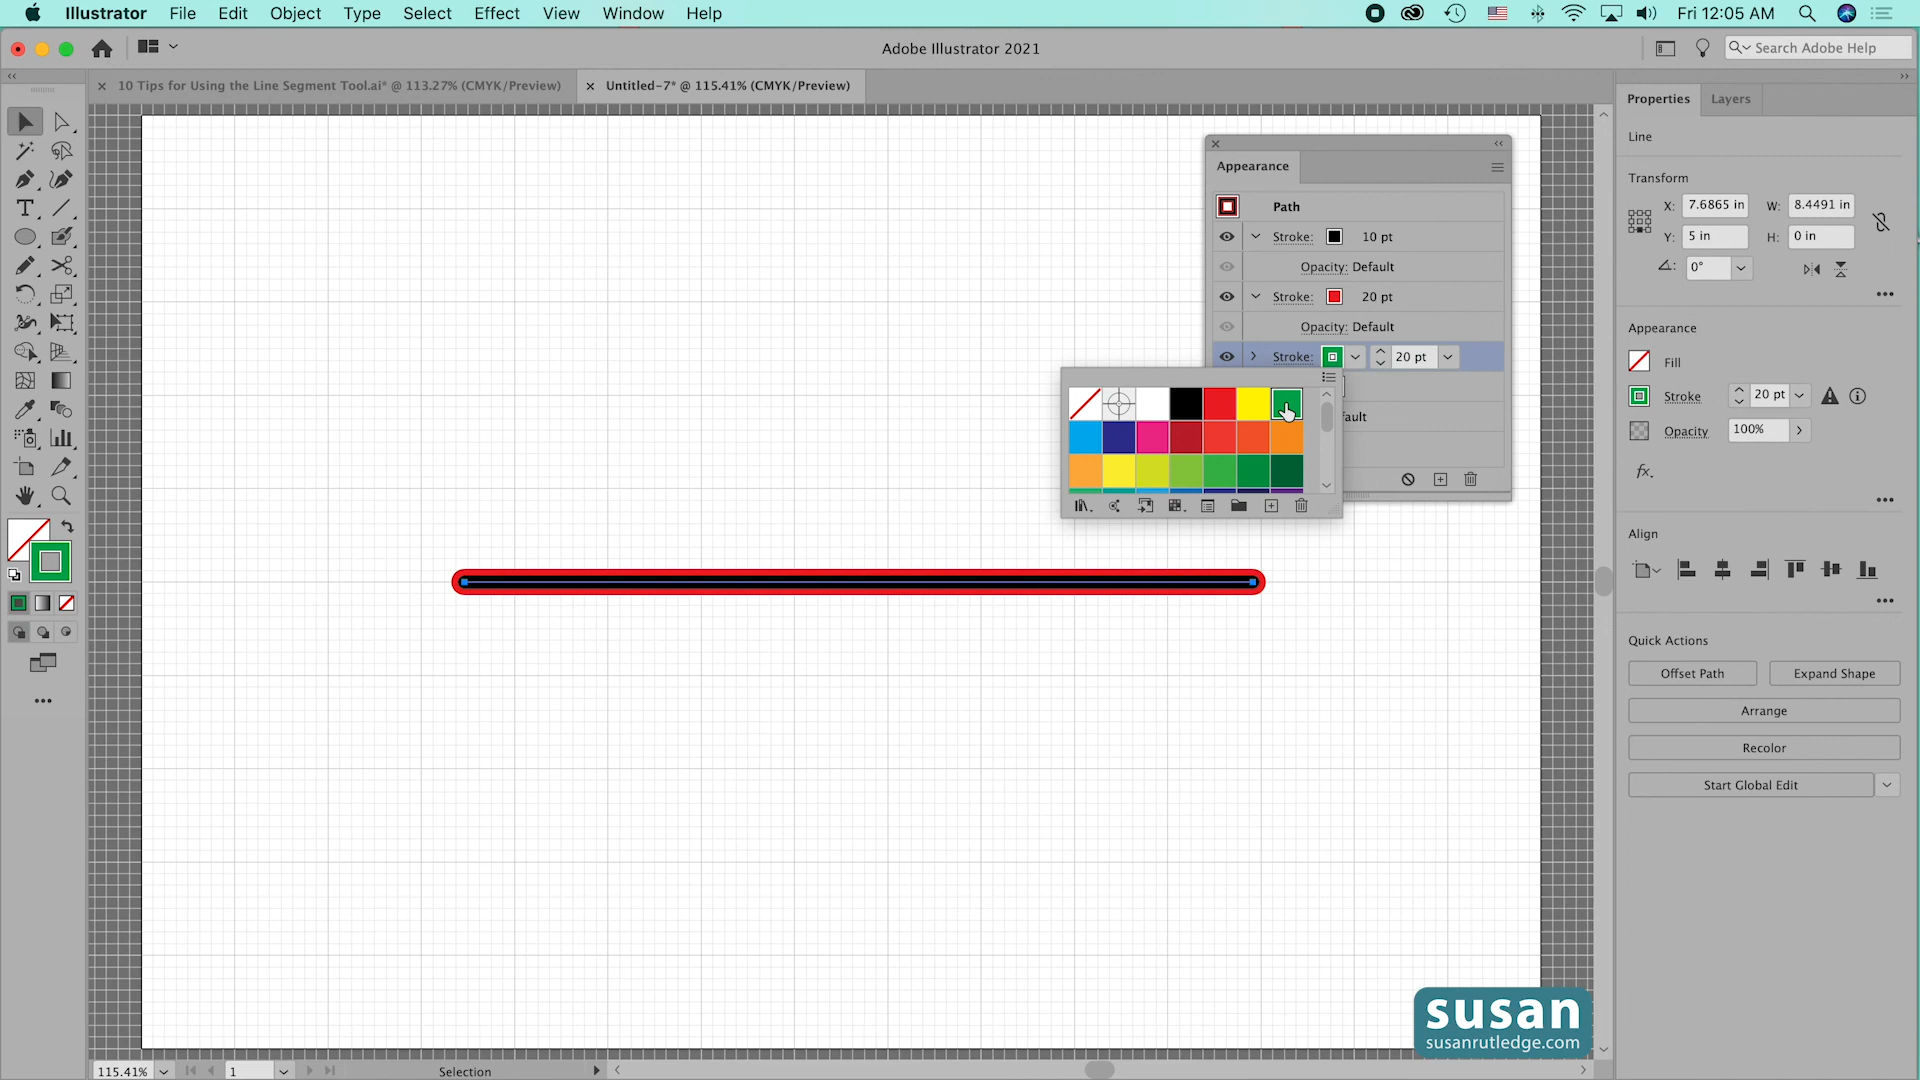 Illustrator File Edit Object Type Select Effect View Window Help Fri 12:05 AM
Adobe Illustrator 2021 Search Adobe Help
10 Tips for Using the Line Segment Tool.ai* @ 113.27% (CMYK/Preview) Untitled-7* @ 115.41% (CMYK/Preview)
Properties Layers
Line
Transform
X: 7.6865 in W: 8.4491 in
Y: 5 in H: 0 in
0°
Appearance
Fill
Stroke 20 pt
Opacity 100%
fx.
Align
Quick Actions
Offset Path Expand Shape
Arrange
Recolor
Start Global Edit
Appearance
Path
Stroke: 10 pt
Opacity: Default
Stroke: 20 pt
Opacity: Default
Stroke: 20 pt
ault
susan
susanrutledge.com
115.41% 1 Selection